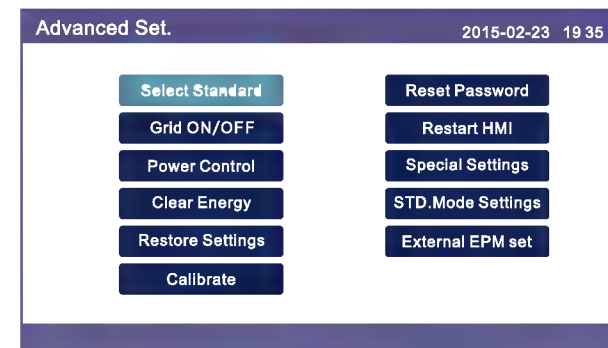 Advanced Set.
2015-02-23 19 35
Select Standard
Grid ON/OFF
Power Control
Clear Energy
Restore Settings
Calibrate
Reset Password
Restart HMI
Special Settings
STD.Mode Settings
External EPM set